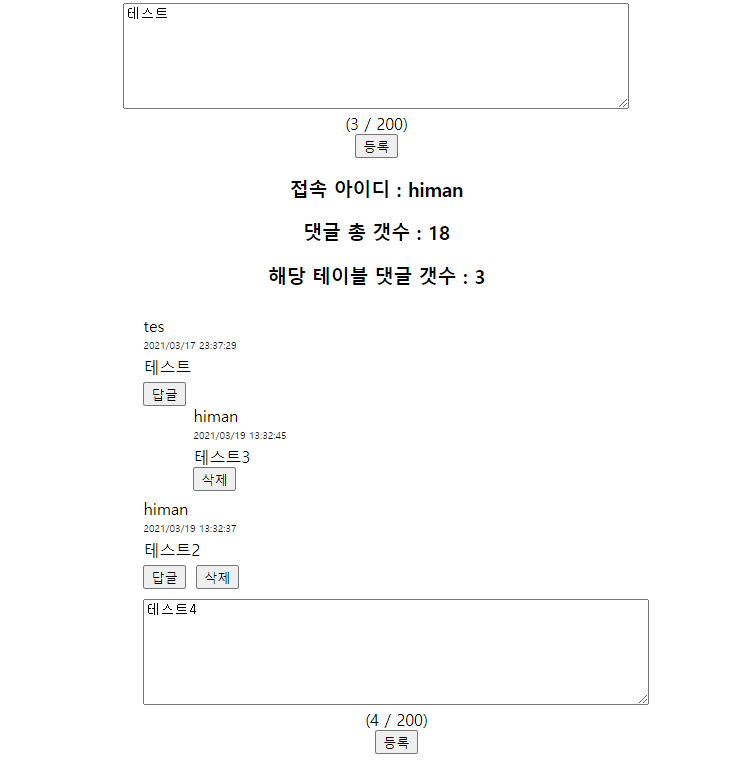 테스트
(3 / 200)
등록
접속 아이디 : himan
댓글 총 갯수 : 18
해당 테이블 댓글 갯수 : 3
tes
2021/03/17 23:37:29
테스트
답글
himan
2021/03/19 13:32:45
테스트3
삭제
himan
2021/03/19 13:32:37
테스트2
답글 삭제
테스트4
(4 / 200)
등록